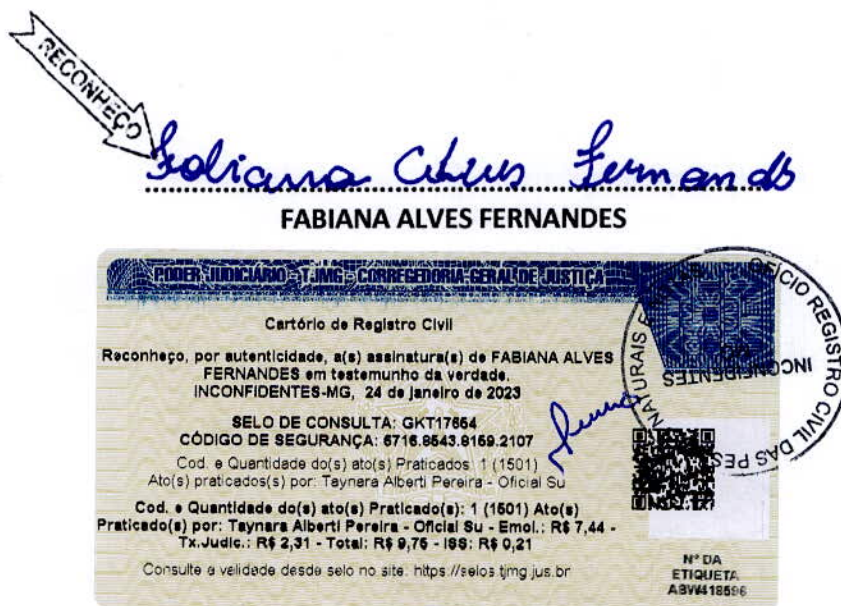 RECONHEÇO
Fabiana Alves Fernandes
FABIANA ALVES FERNANDES
PODER JUDICIÁRIO - TJMG - CORREGEDORIA-GERAL DE JUSTIÇA
Cartório de Registro Civil
Reconheço, por autenticidade, a(s) assinatura(s) de FABIANA ALVES
FERNANDES em testemunho da verdade.
INCONFIDENTES-MG, 24 de janeiro de 2023
SELO DE CONSULTA: GKT17654
CÓDIGO DE SEGURANÇA: 6716.8543.8159.2107
Cod. e Quantidade do(s) ato(s) Praticados: 1 (1501)
Ato(s) praticados(s) por: Taynara Alberti Pereira - Oficial Su
Cod. e Quantidade do(s) ato(s) Praticado(s): 1 (1501) Ato(s)
Praticado(s) por: Taynara Alberti Pereira - Oficial Su - Emol.: R$ 7,44 -
Tx.Judic.: R$ 2,31 - Total: R$ 9,75 - ISS: R$ 0,21
Consulte a validade desde selo no site: https://selos.tjmg.jus.br
OFÍCIO REGISTRO CIVIL DAS PES
NATURAIS E
INCONFIDENTES
Nº DA
ETIQUETA
ABW418596